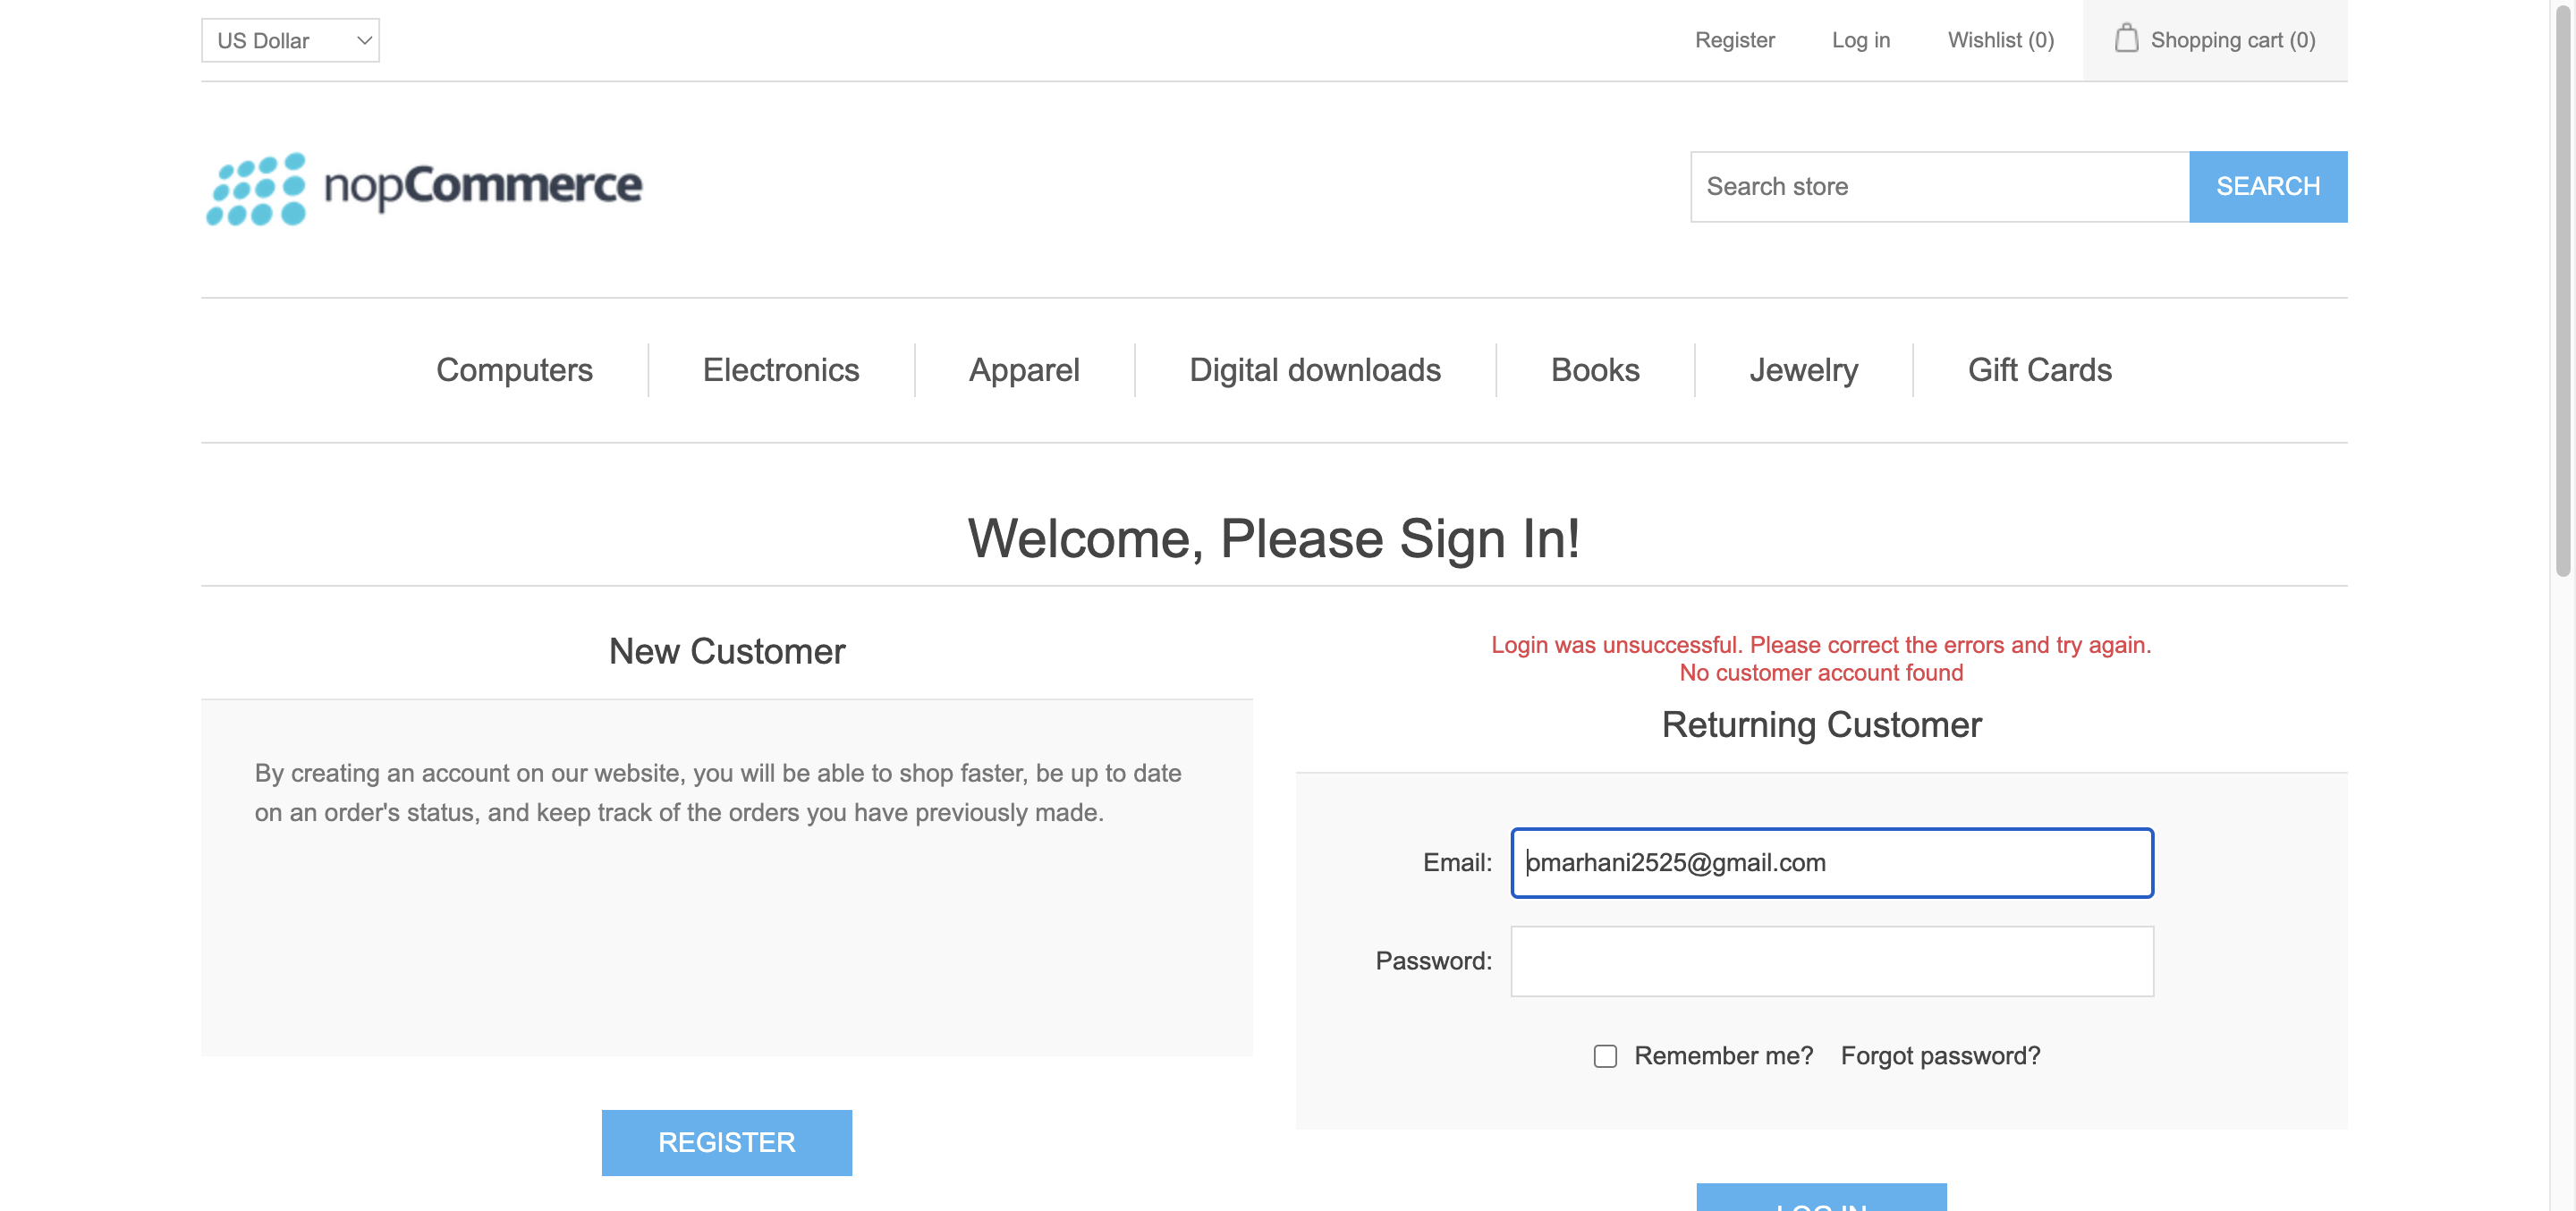 US Dollar
Register
Log in
Wishlist (0)
Shopping cart (0)
nopCommerce
Search store
SEARCH
Computers
Electronics
Apparel
Digital downloads
Books
Jewelry
Gift Cards
Welcome, Please Sign In!
New Customer
By creating an account on our website, you will be able to shop faster, be up to date
on an order's status, and keep track of the orders you have previously made.
REGISTER
Login was unsuccessful. Please correct the errors and try again.
No customer account found
Returning Customer
Email:
omarhani2525@gmail.com
Password:
Remember me?
Forgot password?
LOG IN